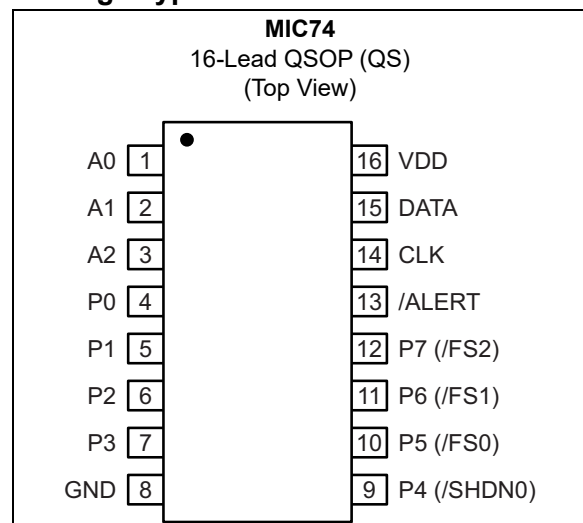 MIC74
16-Lead QSOP (QS)
(Top View)
A0 1 16 VDD
A1 2 15 DATA
A2 3 14 CLK
P0 4 13 /ALERT
P1 5 12 P7 (/FS2)
P2 6 11 P6 (/FS1)
P3 7 10 P5 (/FS0)
GND 8 9 P4 (/SHDN0)